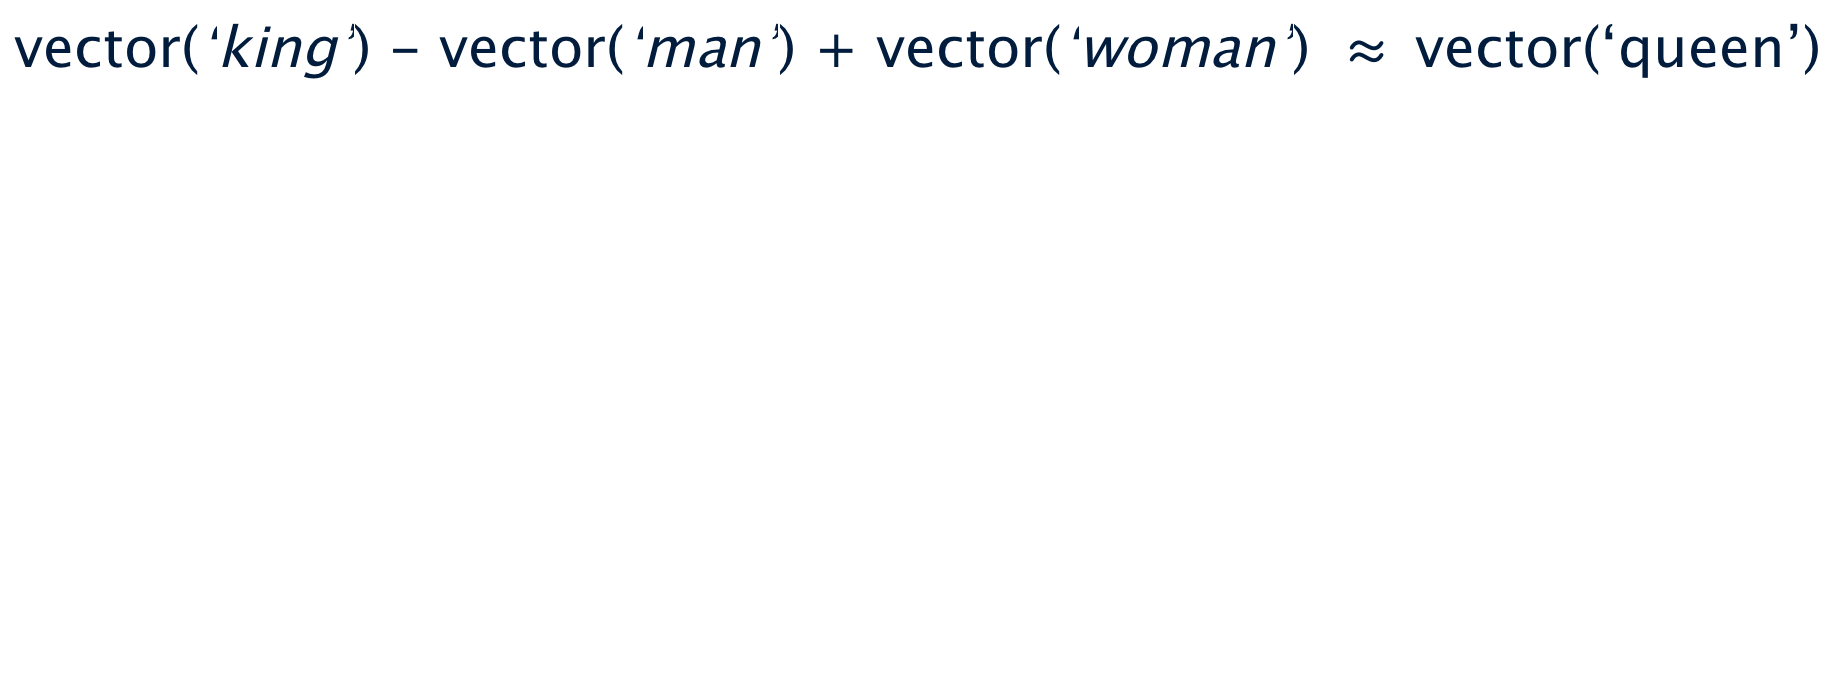 vector(‘king’) – vector(‘man’) + vector(‘woman’) ≈ vector(‘queen’)